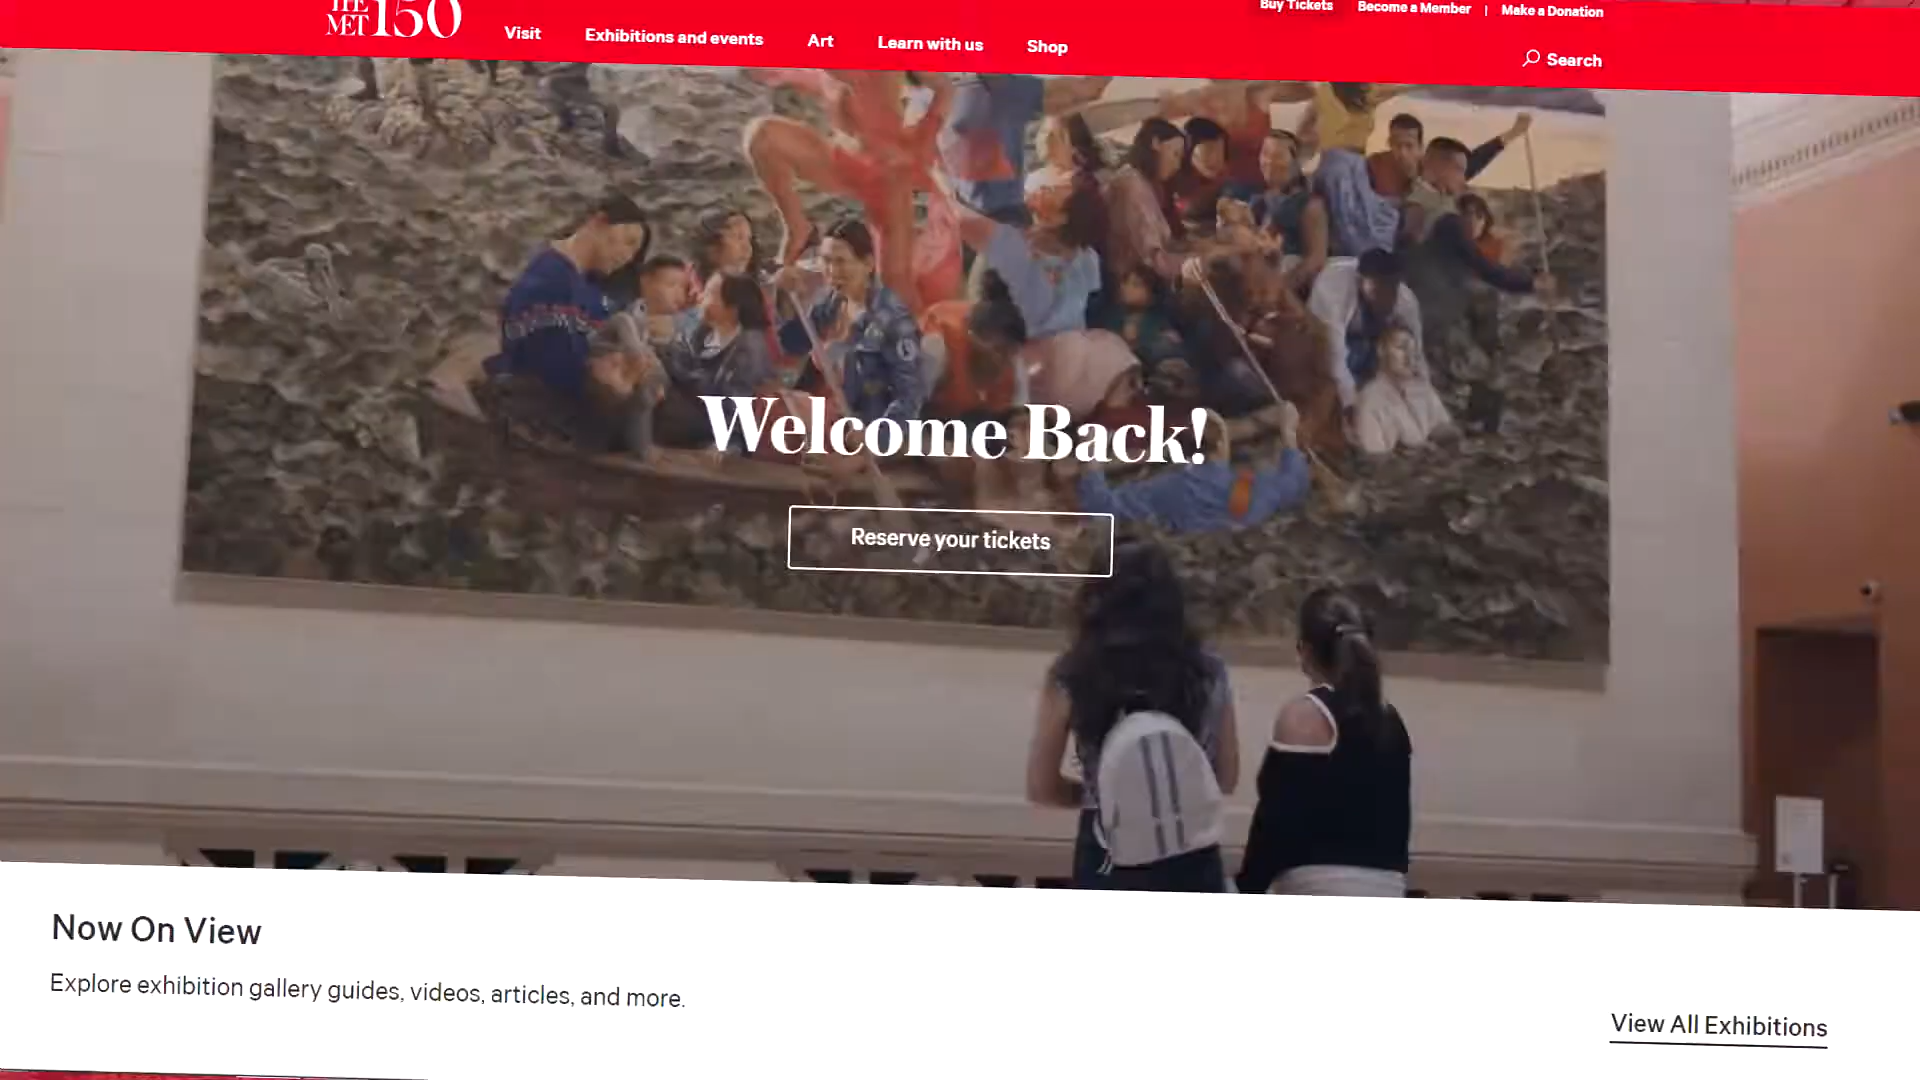 THE
MET 150
Buy Tickets Become a Member | Make a Donation
Visit Exhibitions and events Art Learn with us Shop
Search
Welcome Back!
Reserve your tickets
Now On View
Explore exhibition gallery guides, videos, articles, and more.
View All Exhibitions